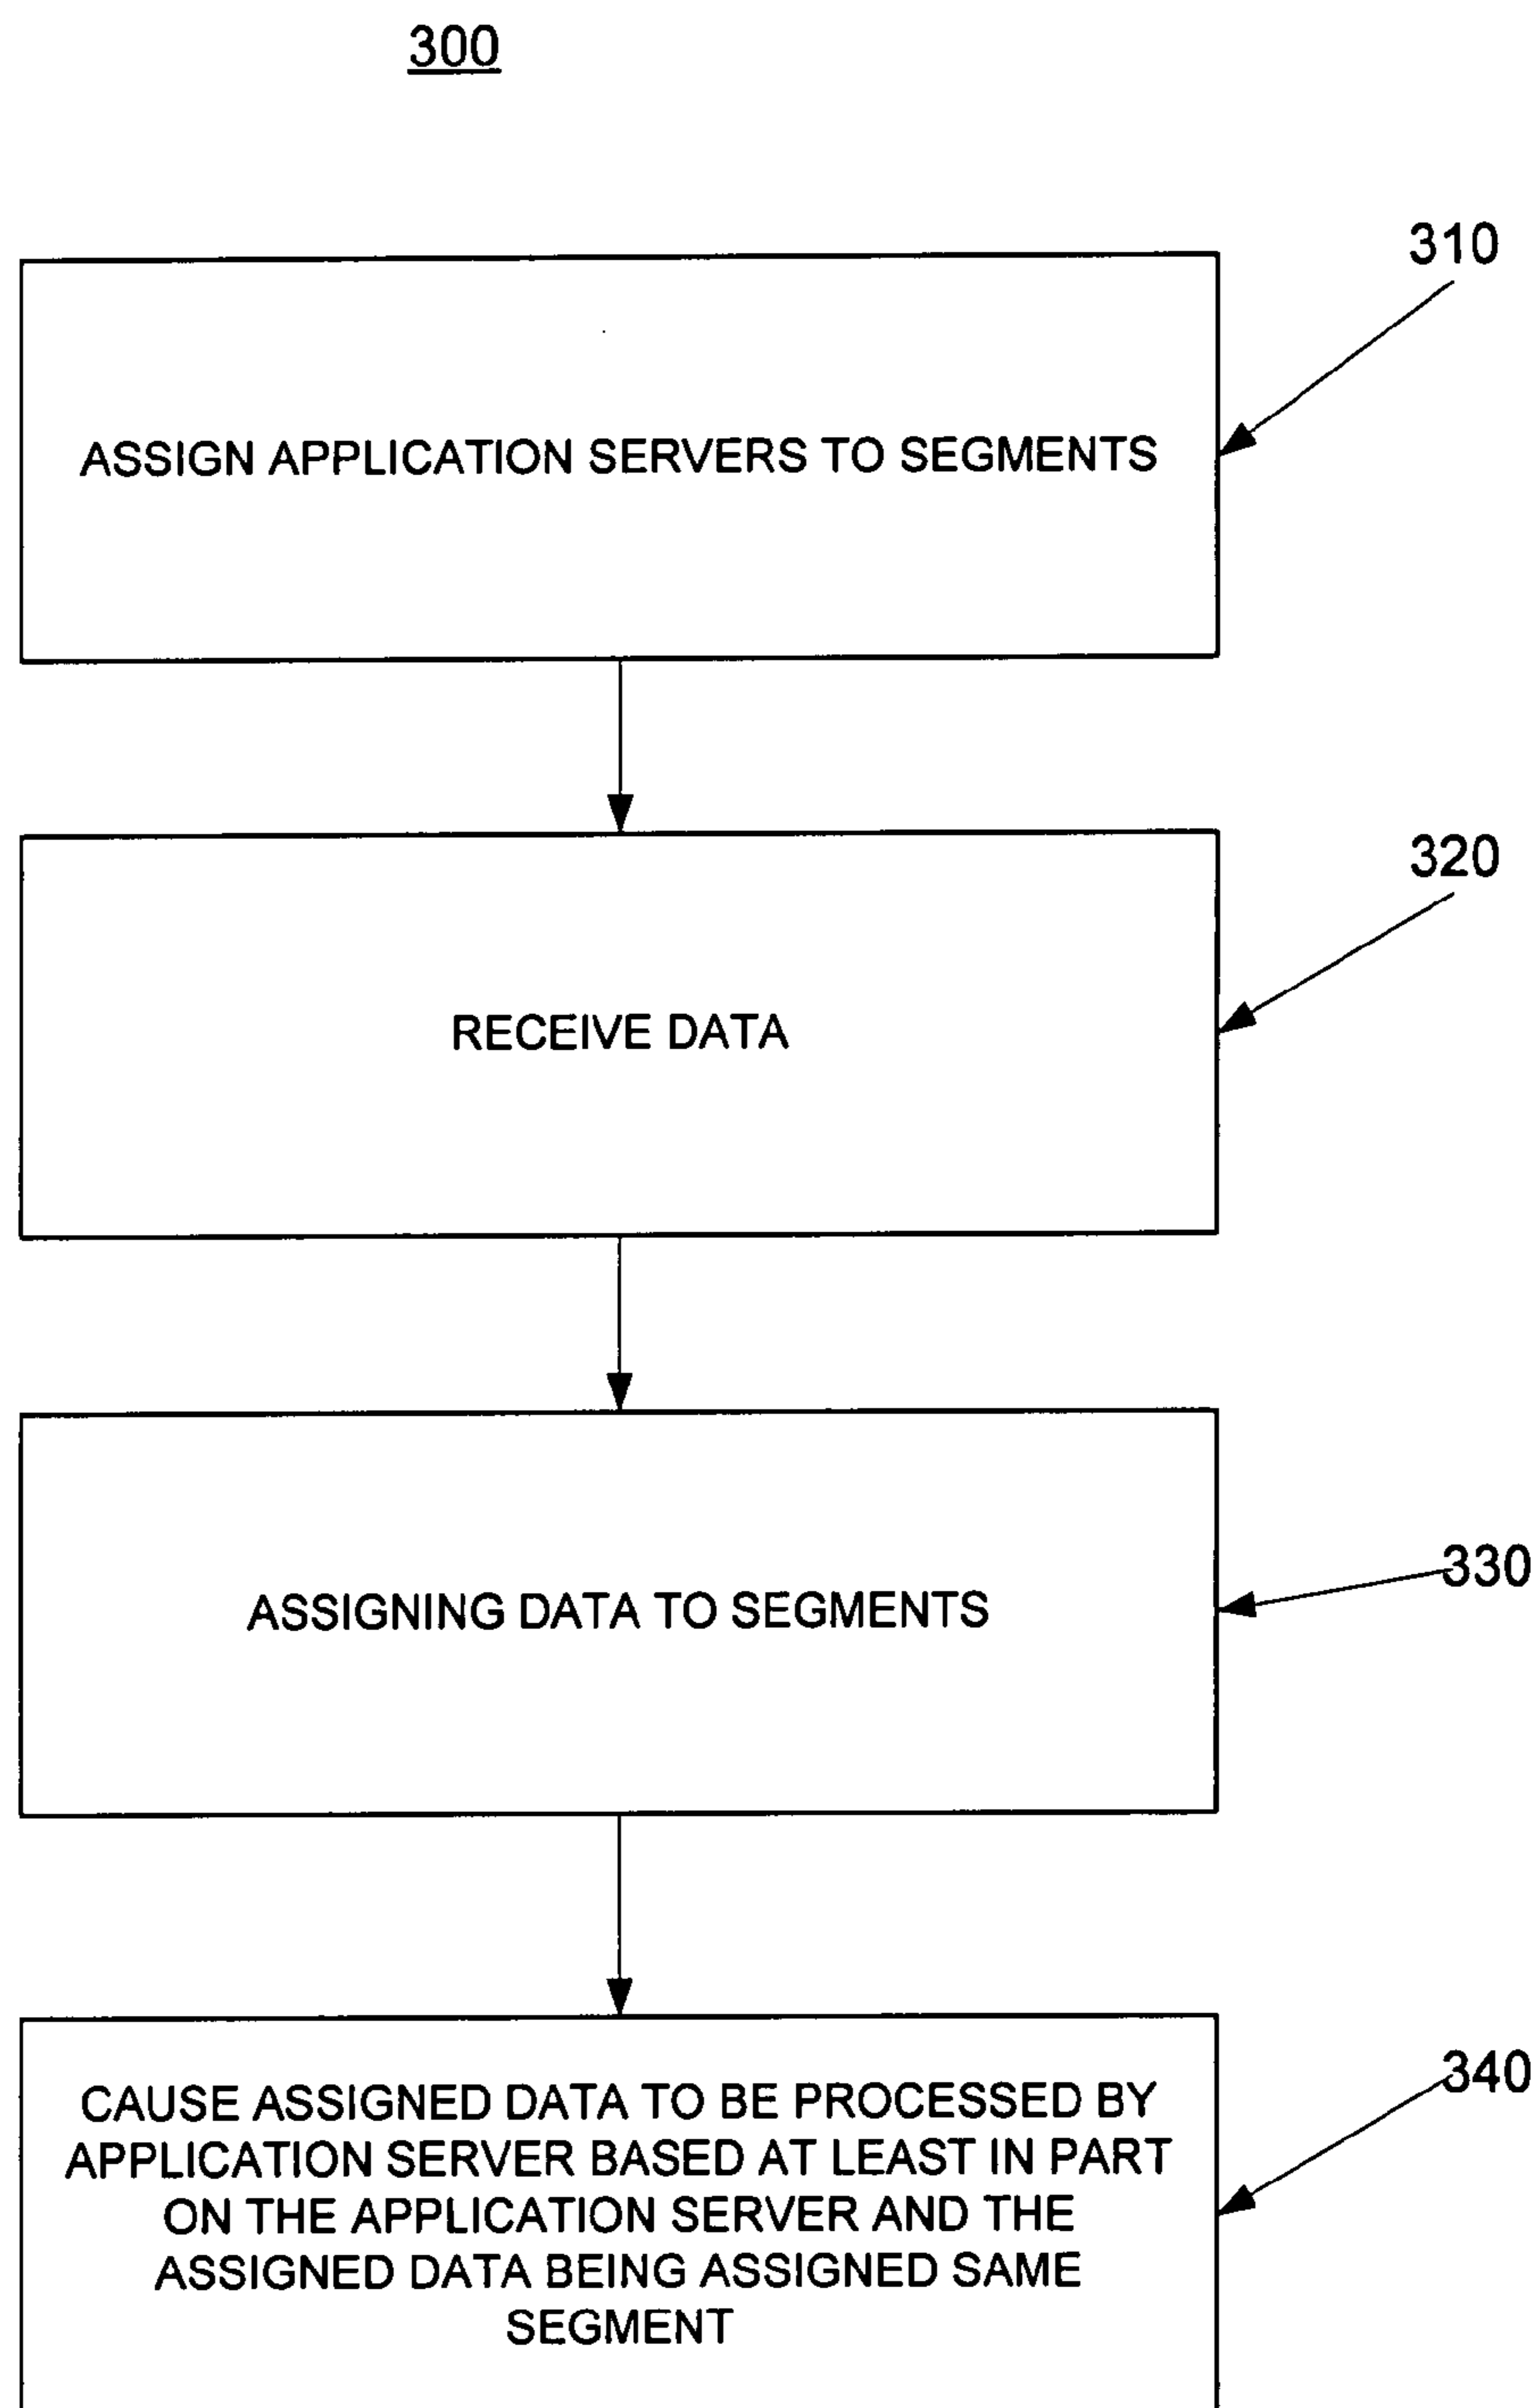 300
310
ASSIGN APPLICATION SERVERS TO SEGMENTS
320
RECEIVE DATA
330
ASSIGNING DATA TO SEGMENTS
340
CAUSE ASSIGNED DATA TO BE PROCESSED BY
APPLICATION SERVER BASED AT LEAST IN PART
ON THE APPLICATION SERVER AND THE
ASSIGNED DATA BEING ASSIGNED SAME
SEGMENT